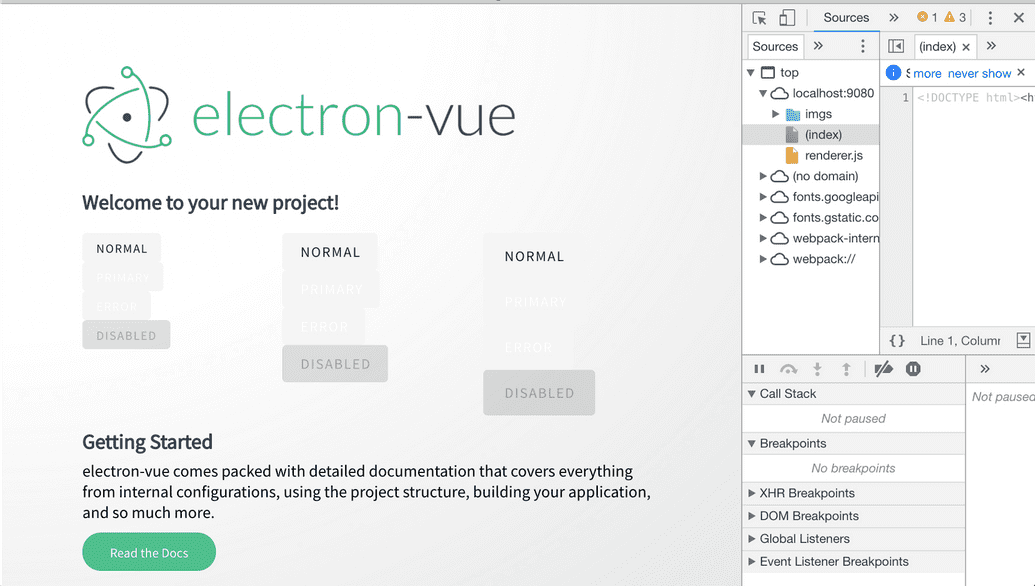 electron-vue
Welcome to your new project!
NORMAL
PRIMARY
ERROR
DISABLED
NORMAL
PRIMARY
ERROR
DISABLED
NORMAL
PRIMARY
ERROR
DISABLED
Getting Started
electron-vue comes packed with detailed documentation that covers everything
from internal configurations, using the project structure, building your application,
and so much more.
Read the Docs
Sources » 1 3
Sources »
top
localhost:9080
imgs
(index)
renderer.js
(no domain)
fonts.googleapi
fonts.gstatic.co
webpack-intern
webpack://
(index) × »
S more never show ×
1 <!DOCTYPE html><h
{} Line 1, Column
»
Call Stack
Not paused
Breakpoints
No breakpoints
XHR Breakpoints
DOM Breakpoints
Global Listeners
Event Listener Breakpoints
Not paused